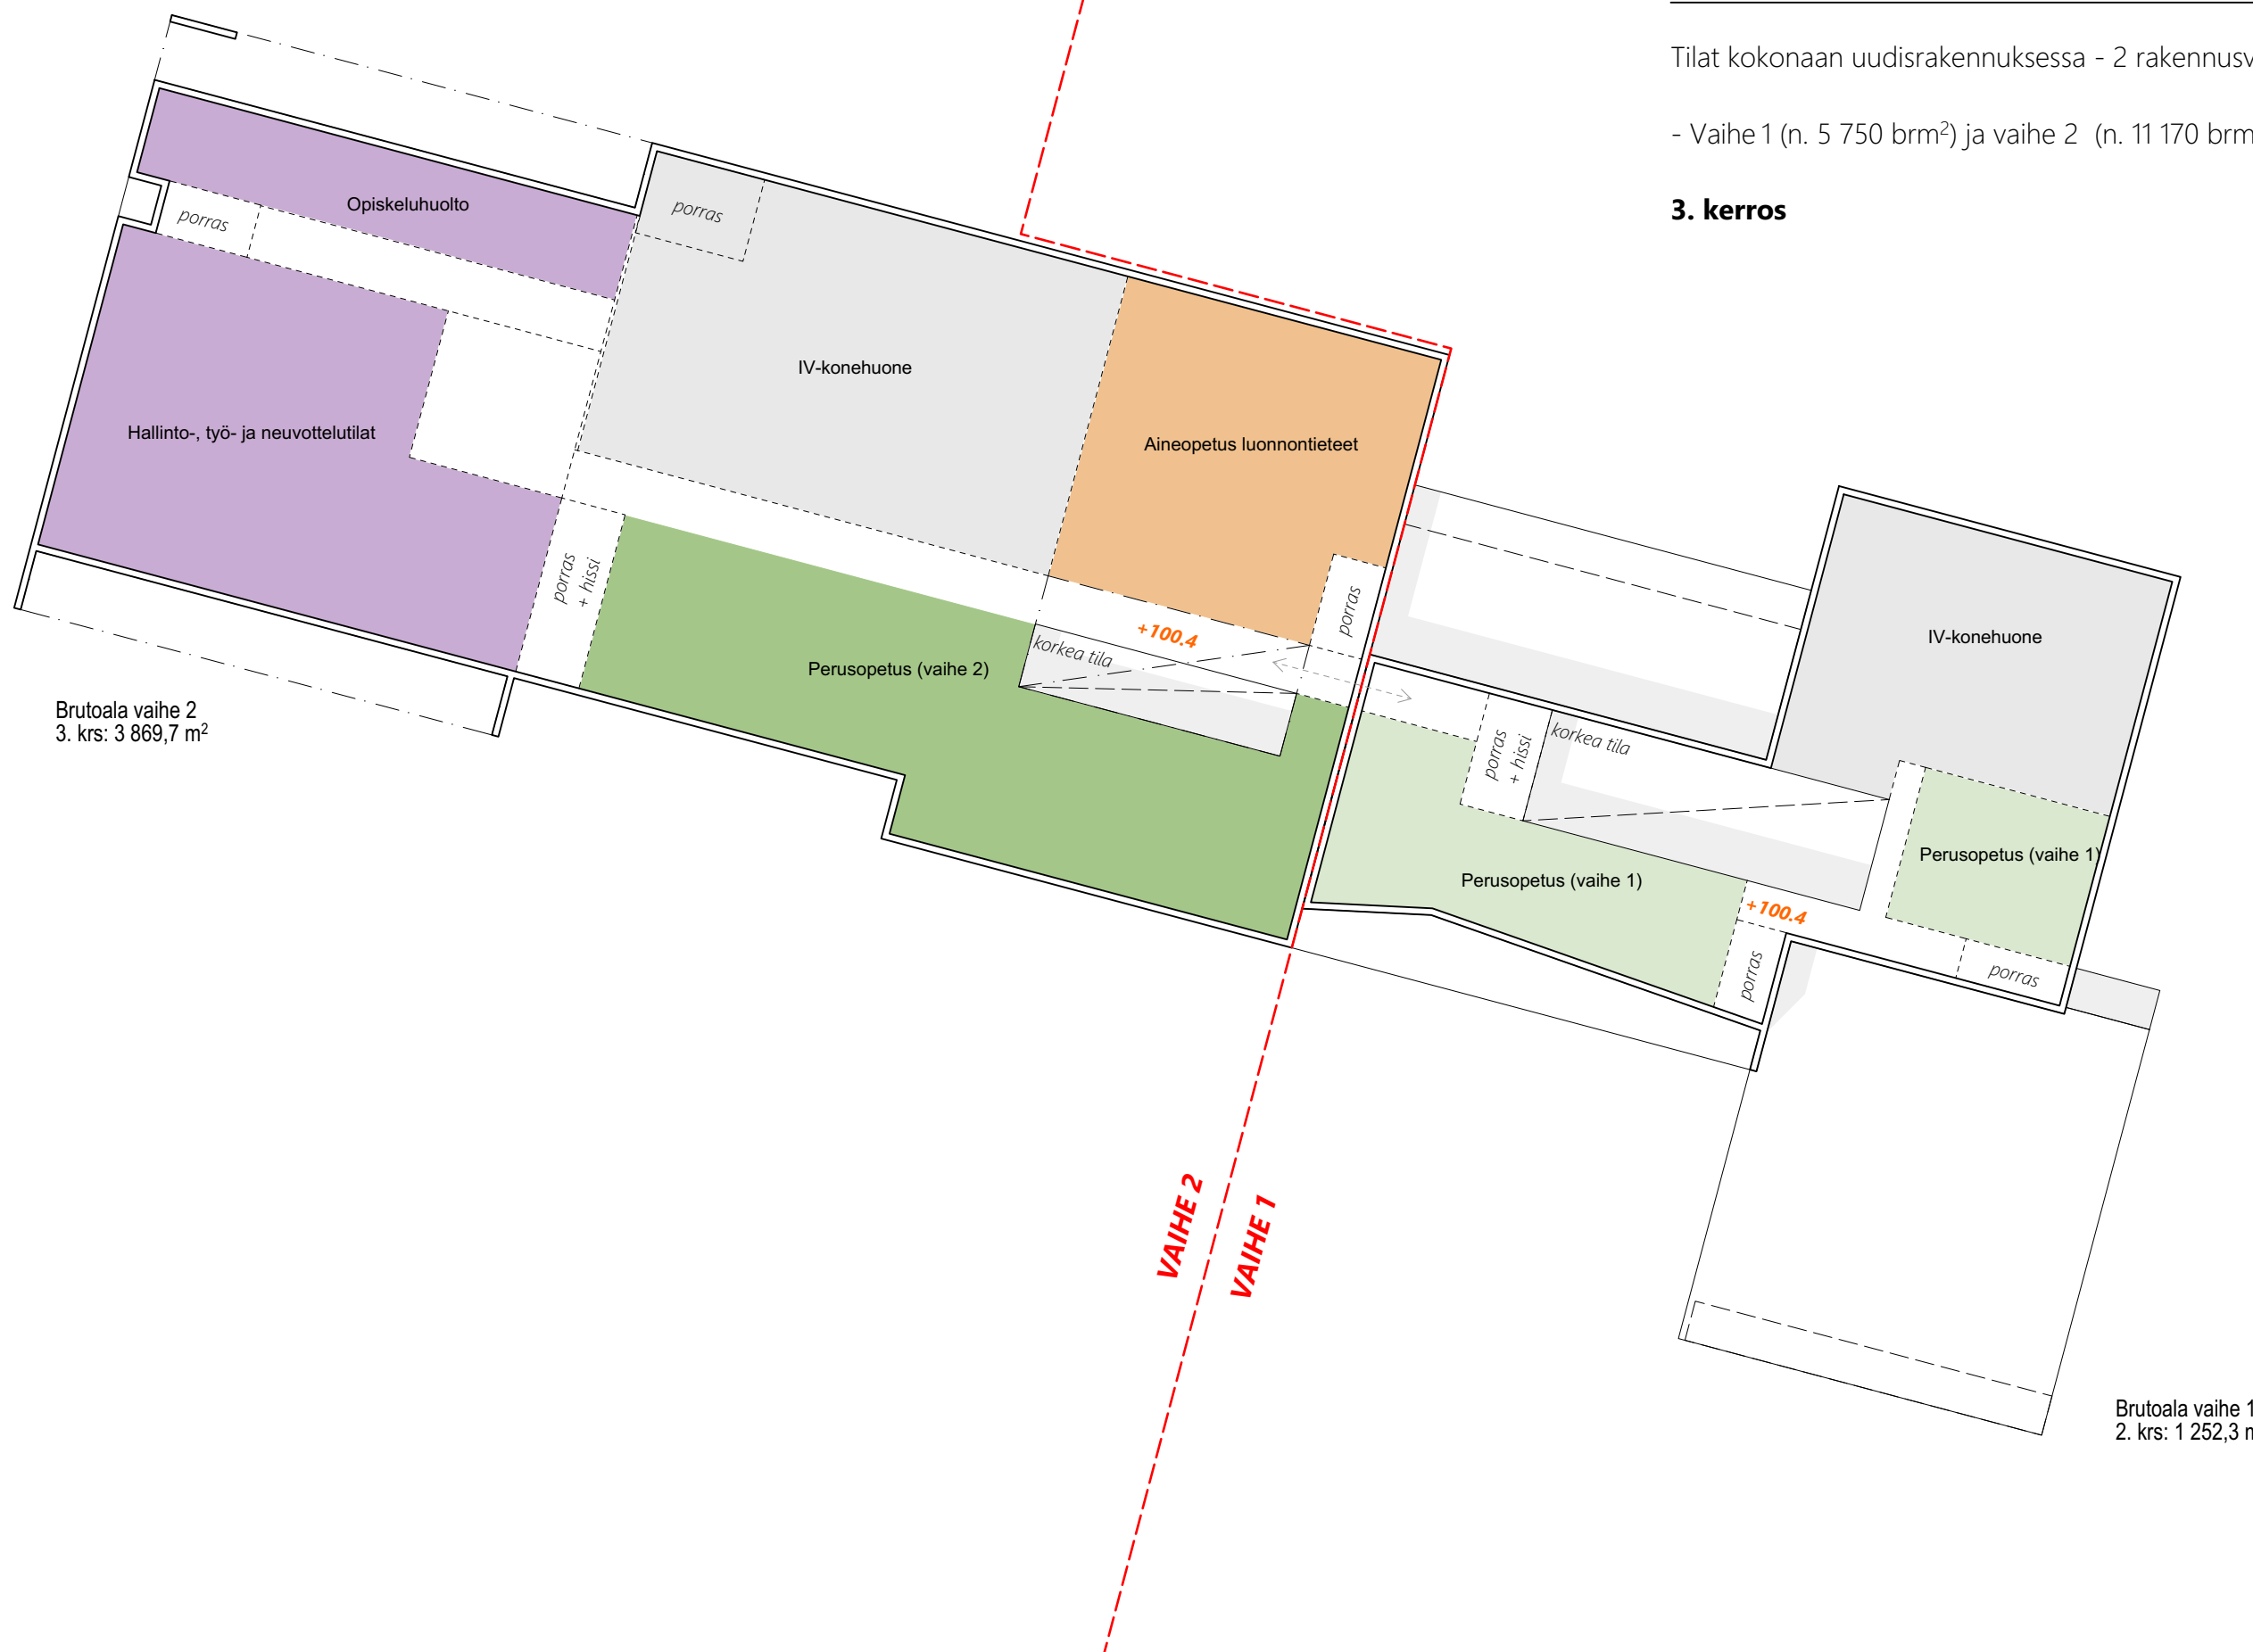 Tilat kokonaan uudisrakennuksessa - 2 rakennusv
- Vaihe 1 (n. 5 750 brm²) ja vaihe 2 (n. 11 170 brm
3. kerros
Opiskeluhuolto
porras
porras
IV-konehuone
Hallinto-, työ- ja neuvottelutilat
Aineopetus luonnontieteet
porras
+ hissi
porras
+100.4
korkea tila
Perusopetus (vaihe 2)
IV-konehuone
Brutoala vaihe 2
3. krs: 3 869,7 m²
porras
+ hissi
korkea tila
Perusopetus (vaihe 1)
Perusopetus (vaihe 1)
+100.4
porras
porras
VAIHE 2
VAIHE 1
Brutoala vaihe 1
2. krs: 1 252,3 m